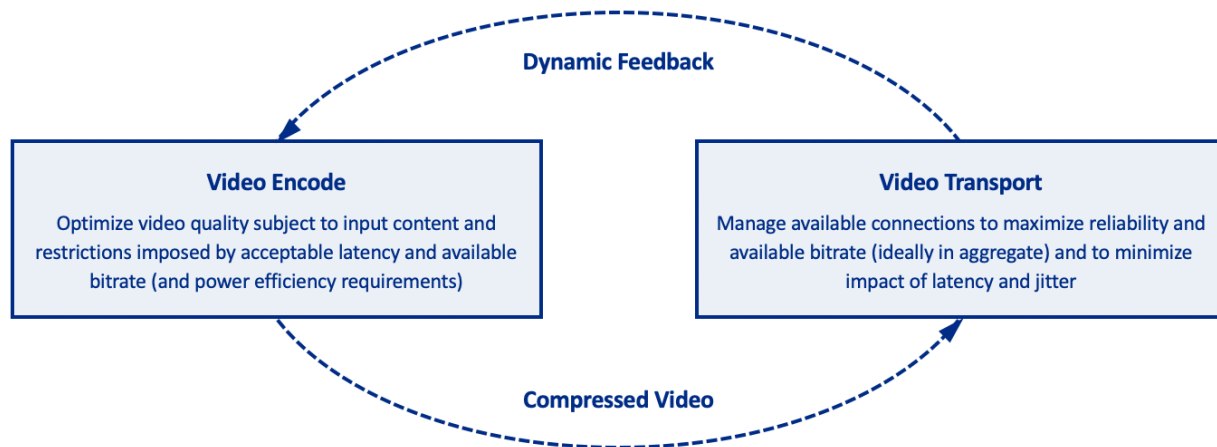 Dynamic Feedback
Video Encode
Optimize video quality subject to input content and
restrictions imposed by acceptable latency and available
bitrate (and power efficiency requirements)
Video Transport
Manage available connections to maximize reliability and
available bitrate (ideally in aggregate) and to minimize
impact of latency and jitter
Compressed Video